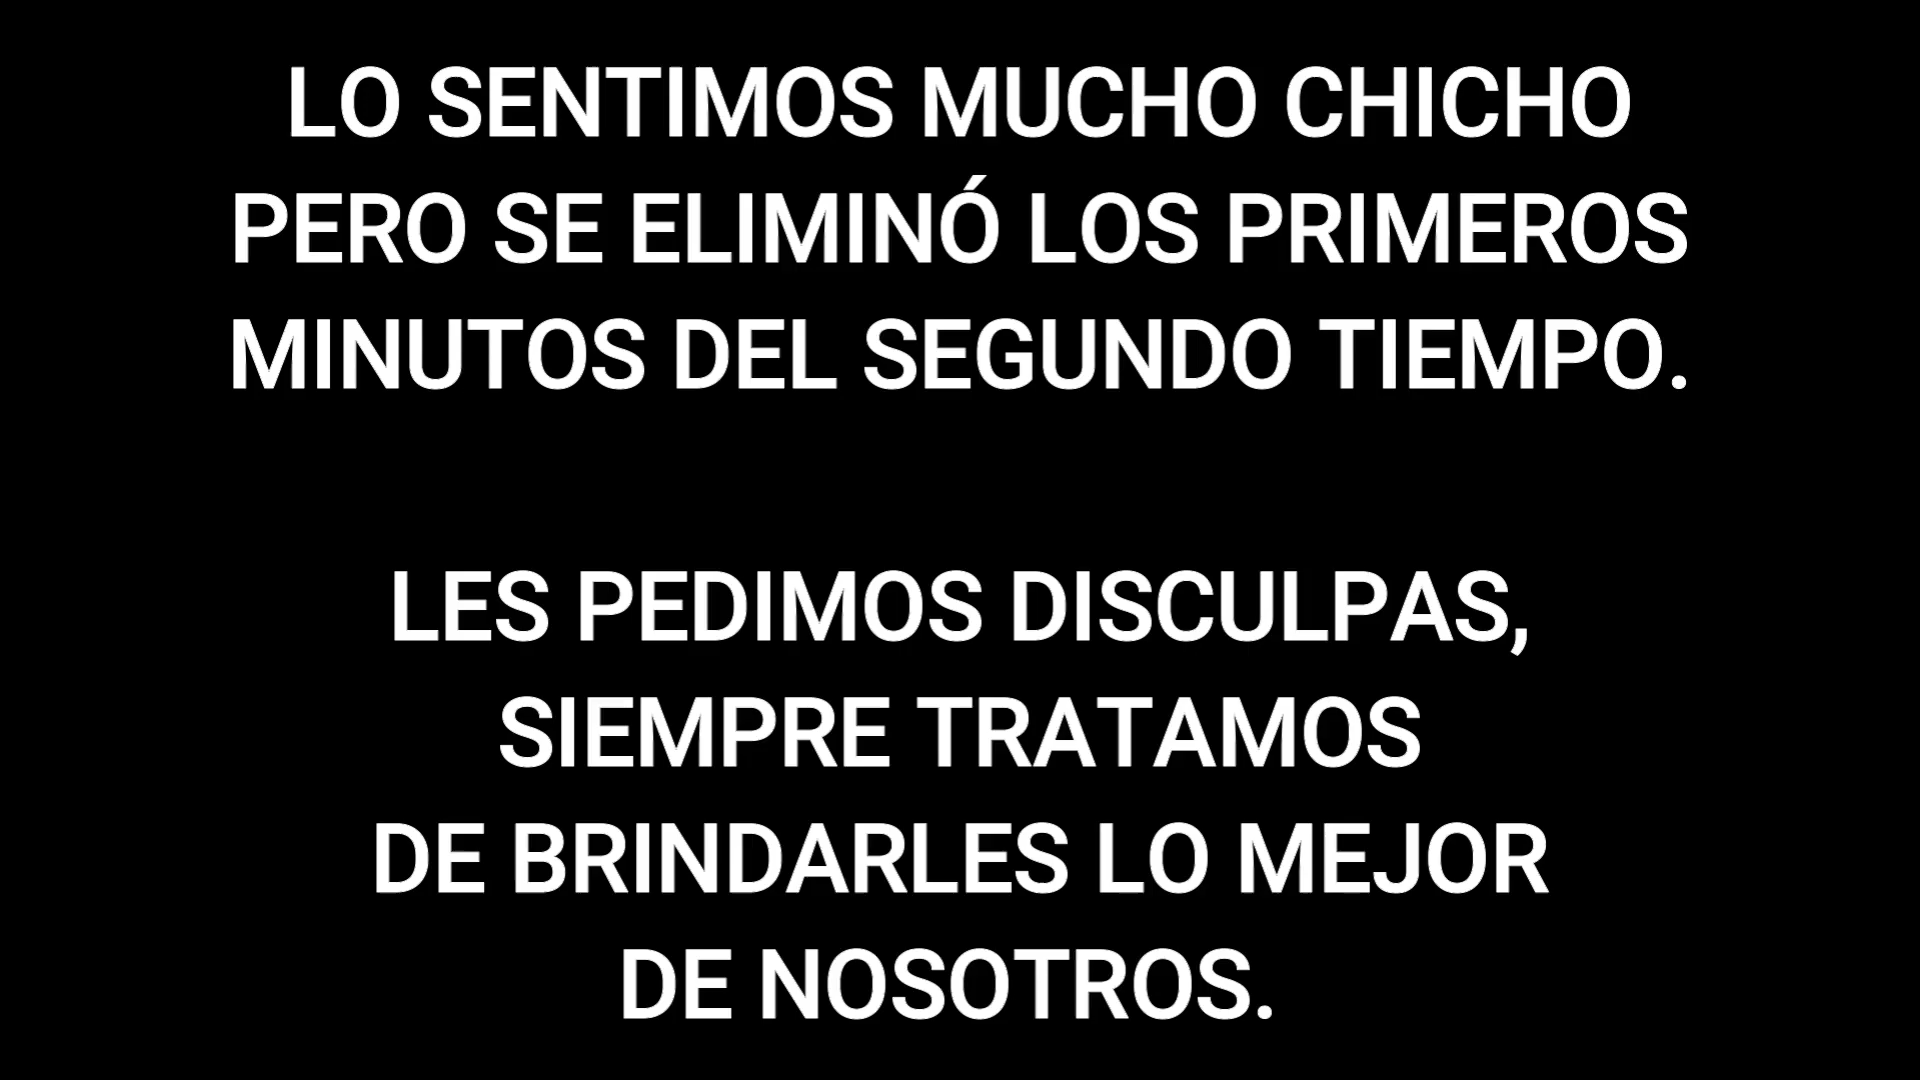 LO SENTIMOS MUCHO CHICHO
PERO SE ELIMINÓ LOS PRIMEROS
MINUTOS DEL SEGUNDO TIEMPO.
LES PEDIMOS DISCULPAS,
SIEMPRE TRATAMOS
DE BRINDARLES LO MEJOR
DE NOSOTROS.